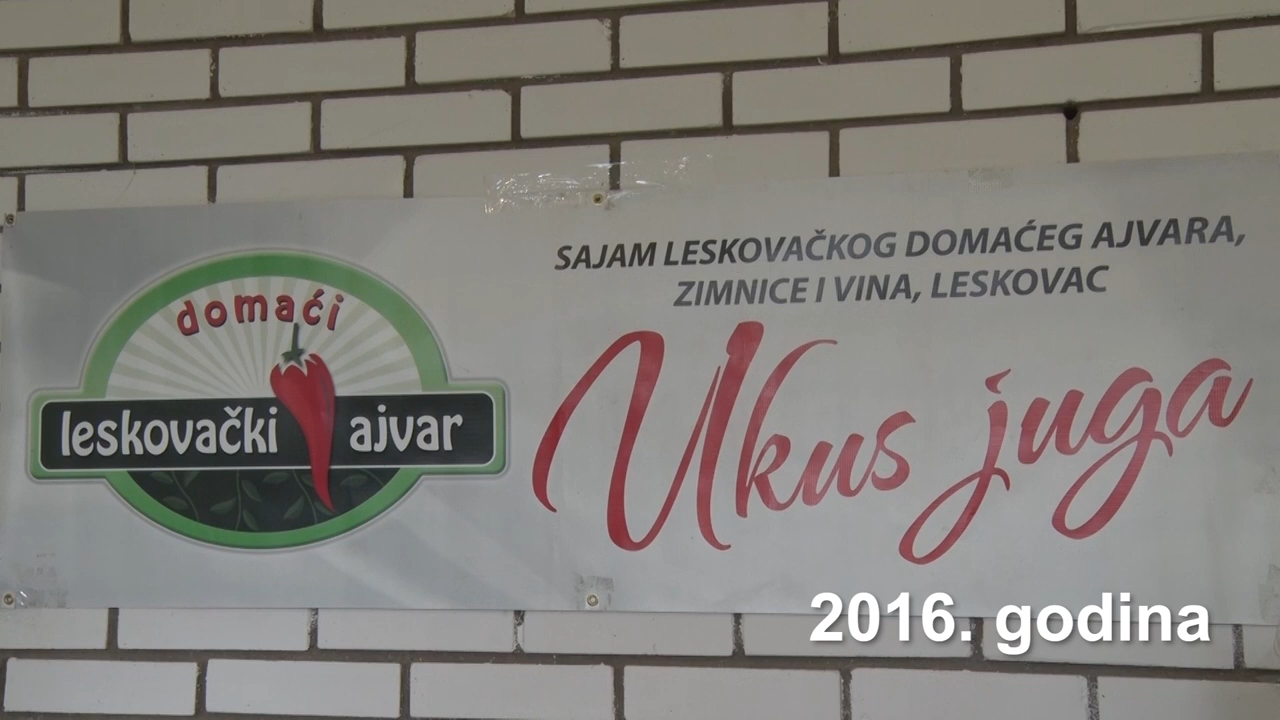 domaći
leskovački ajvar
SAJAM LESKOVAČKOG DOMAĆEG AJVARA,
ZIMNICE I VINA, LESKOVAC
Ukus juga
2016. godina